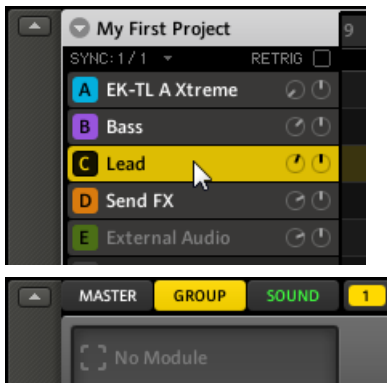 My First Project
9
SYNC: 1 / 1 RETRIG
A EK-TL A Xtreme
B Bass
C Lead
D Send FX
E External Audio
MASTER GROUP SOUND 1
No Module